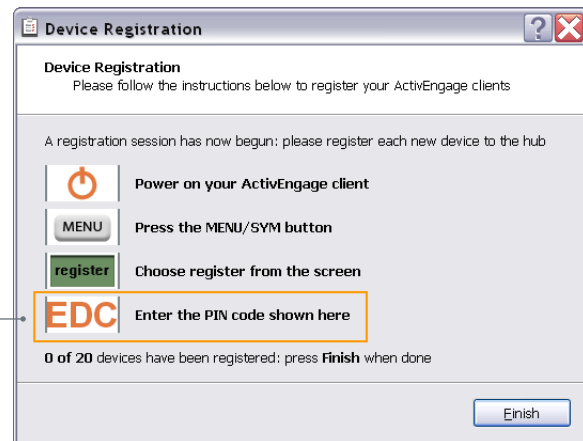 Device Registration
Device Registration
Please follow the instructions below to register your ActivEngage clients
A registration session has now begun: please register each new device to the hub
Power on your ActivEngage client
MENU Press the MENU/SYM button
register Choose register from the screen
EDC Enter the PIN code shown here
0 of 20 devices have been registered: press Finish when done
Finish